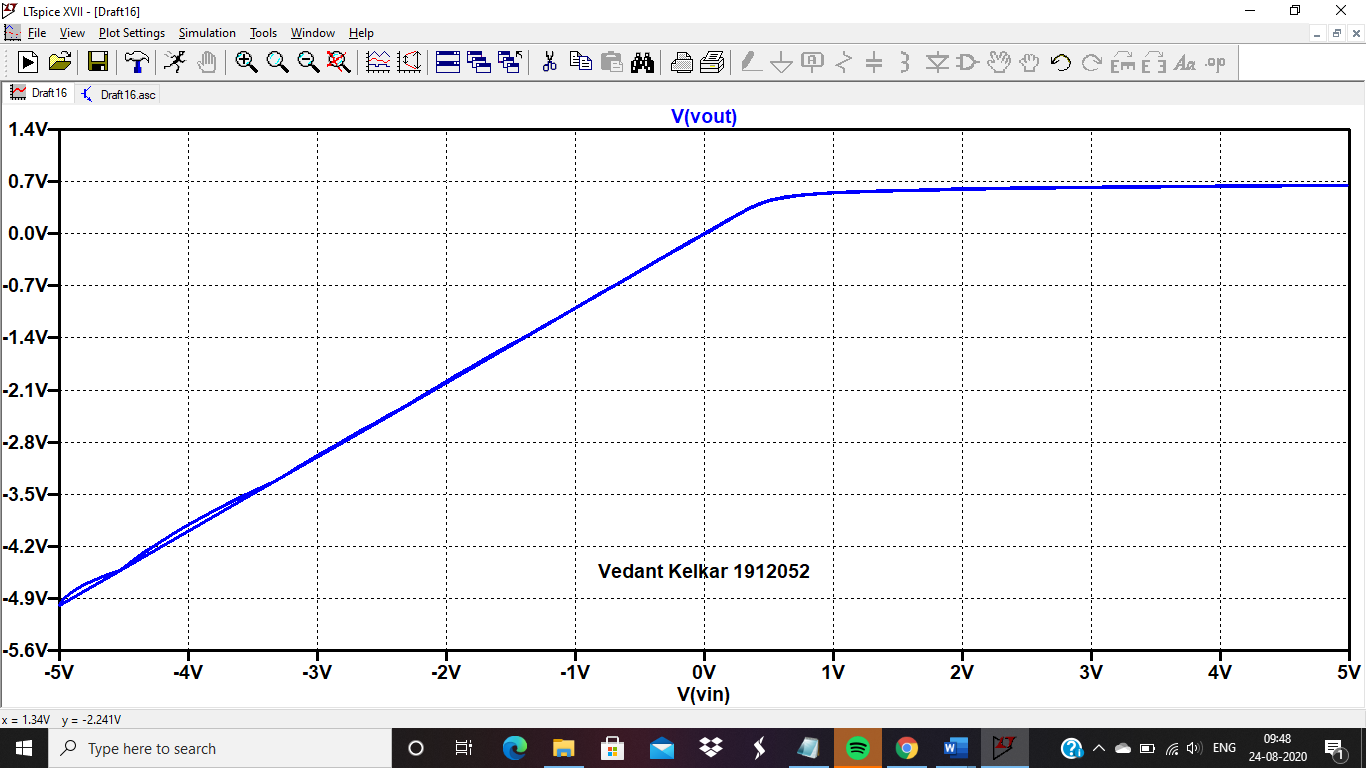 LTspice XVII - [Draft16]
File View Plot Settings Simulation Tools Window Help
Draft16 Draft16.asc
V(vout)
1.4V
0.7V
0.0V
-0.7V
-1.4V
-2.1V
-2.8V
-3.5V
-4.2V
-4.9V
-5.6V
Vedant Kelkar 1912052
-5V -4V -3V -2V -1V 0V 1V 2V 3V 4V 5V
V(vin)
x = 1.34V y = -2.241V
Type here to search
ENG
09:48
24-08-2020
1